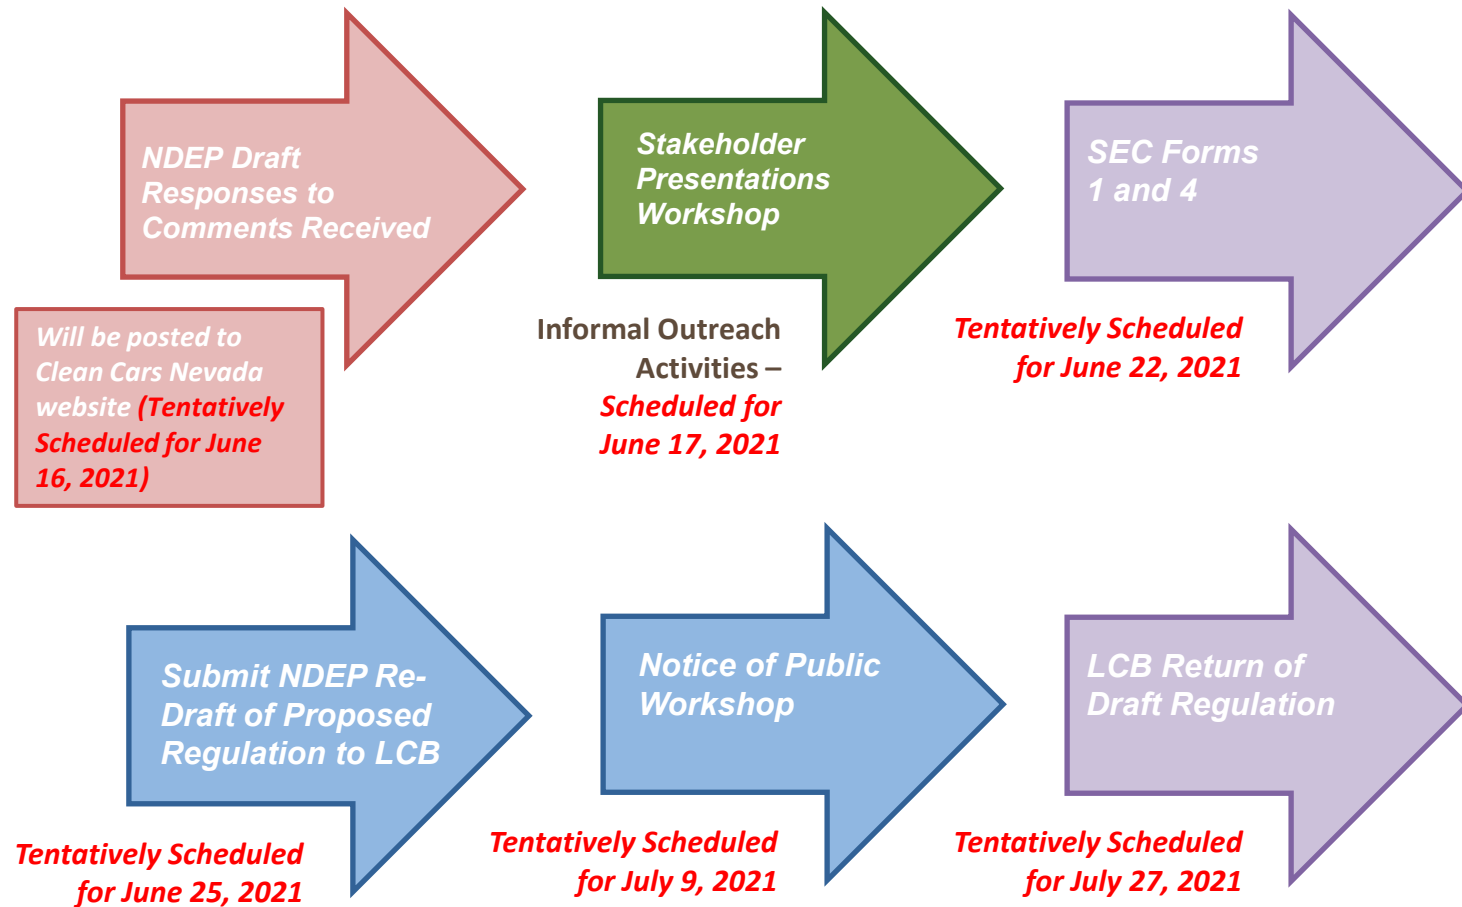 NDEP Draft
Responses to
Comments Received
Will be posted to
Clean Cars Nevada
website (Tentatively
Scheduled for June
16, 2021)
Stakeholder
Presentations
Workshop
Informal Outreach
Activities –
Scheduled for
June 17, 2021
SEC Forms
1 and 4
Tentatively Scheduled
for June 22, 2021
Submit NDEP Re-
Draft of Proposed
Regulation to LCB
Tentatively Scheduled
for June 25, 2021
Notice of Public
Workshop
Tentatively Scheduled
for July 9, 2021
LCB Return of
Draft Regulation
Tentatively Scheduled
for July 27, 2021